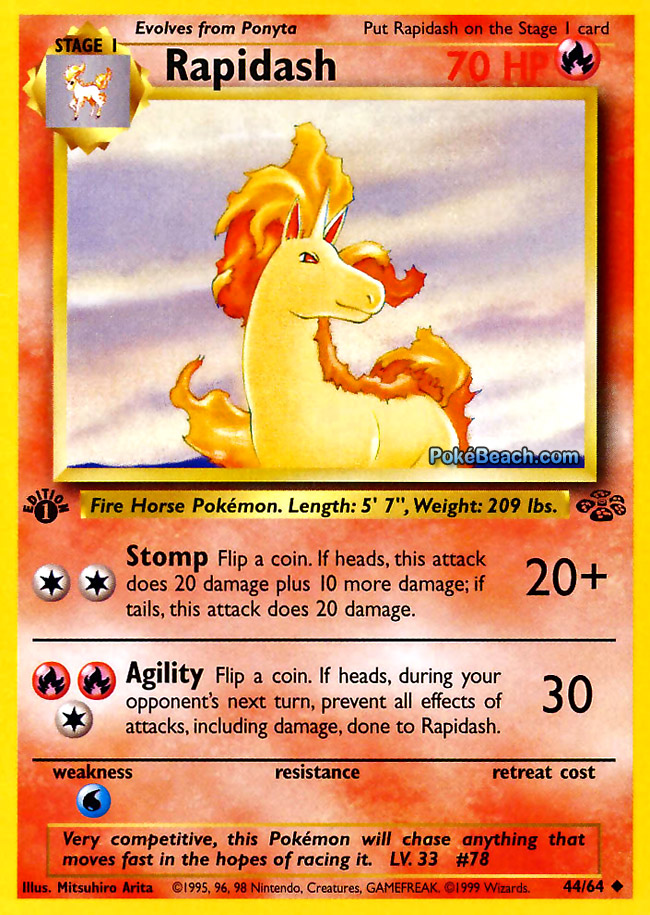 Evolves from Ponyta
Put Rapidash on the Stage 1 card
STAGE 1
Rapidash
70 HP
PokéBeach.com
EDITION
1
Fire Horse Pokémon. Length: 5' 7", Weight: 209 lbs.
Stomp Flip a coin. If heads, this attack
does 20 damage plus 10 more damage; if
tails, this attack does 20 damage.
20+
Agility Flip a coin. If heads, during your
opponent's next turn, prevent all effects of
attacks, including damage, done to Rapidash.
30
weakness
resistance
retreat cost
Very competitive, this Pokémon will chase anything that
moves fast in the hopes of racing it. LV. 33 #78
Illus. Mitsuhiro Arita ©1995, 96, 98 Nintendo, Creatures, GAMEFREAK. ©1999 Wizards. 44/64